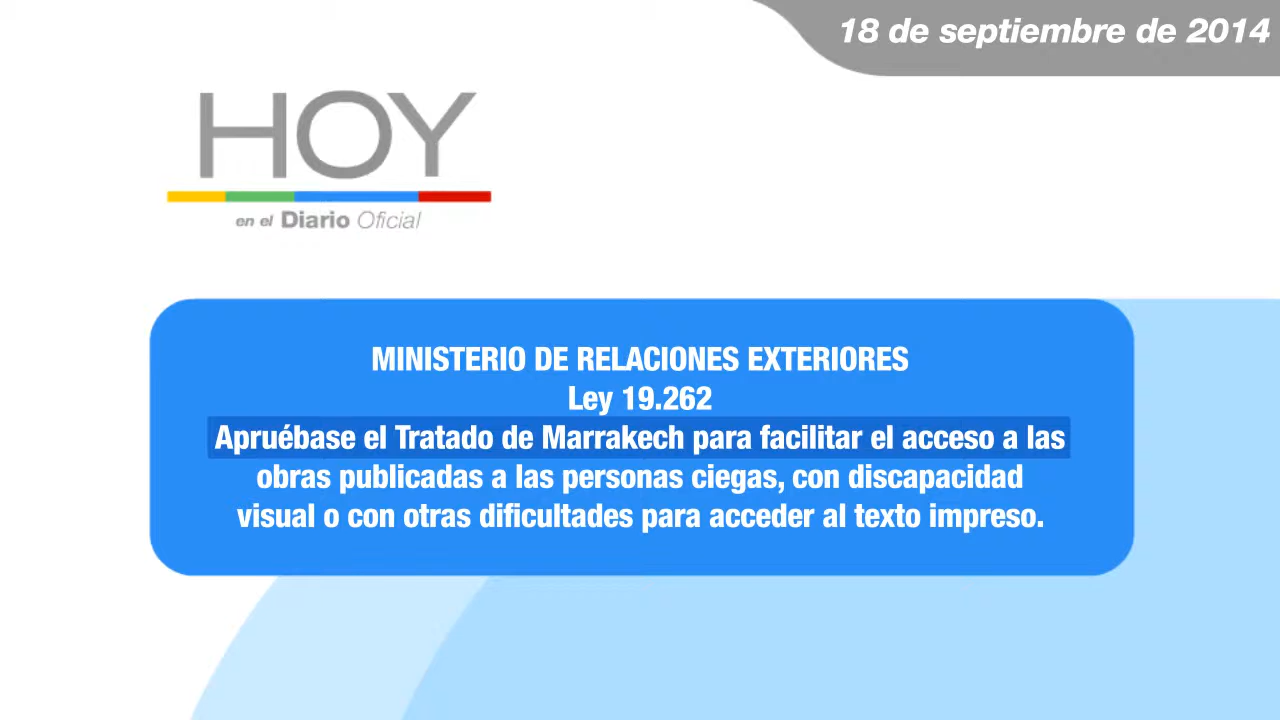 18 de septiembre de 2014
HOY
en el Diario Oficial
MINISTERIO DE RELACIONES EXTERIORES
Ley 19.262
Apruébase el Tratado de Marrakech para facilitar el acceso a las
obras publicadas a las personas ciegas, con discapacidad
visual o con otras dificultades para acceder al texto impreso.